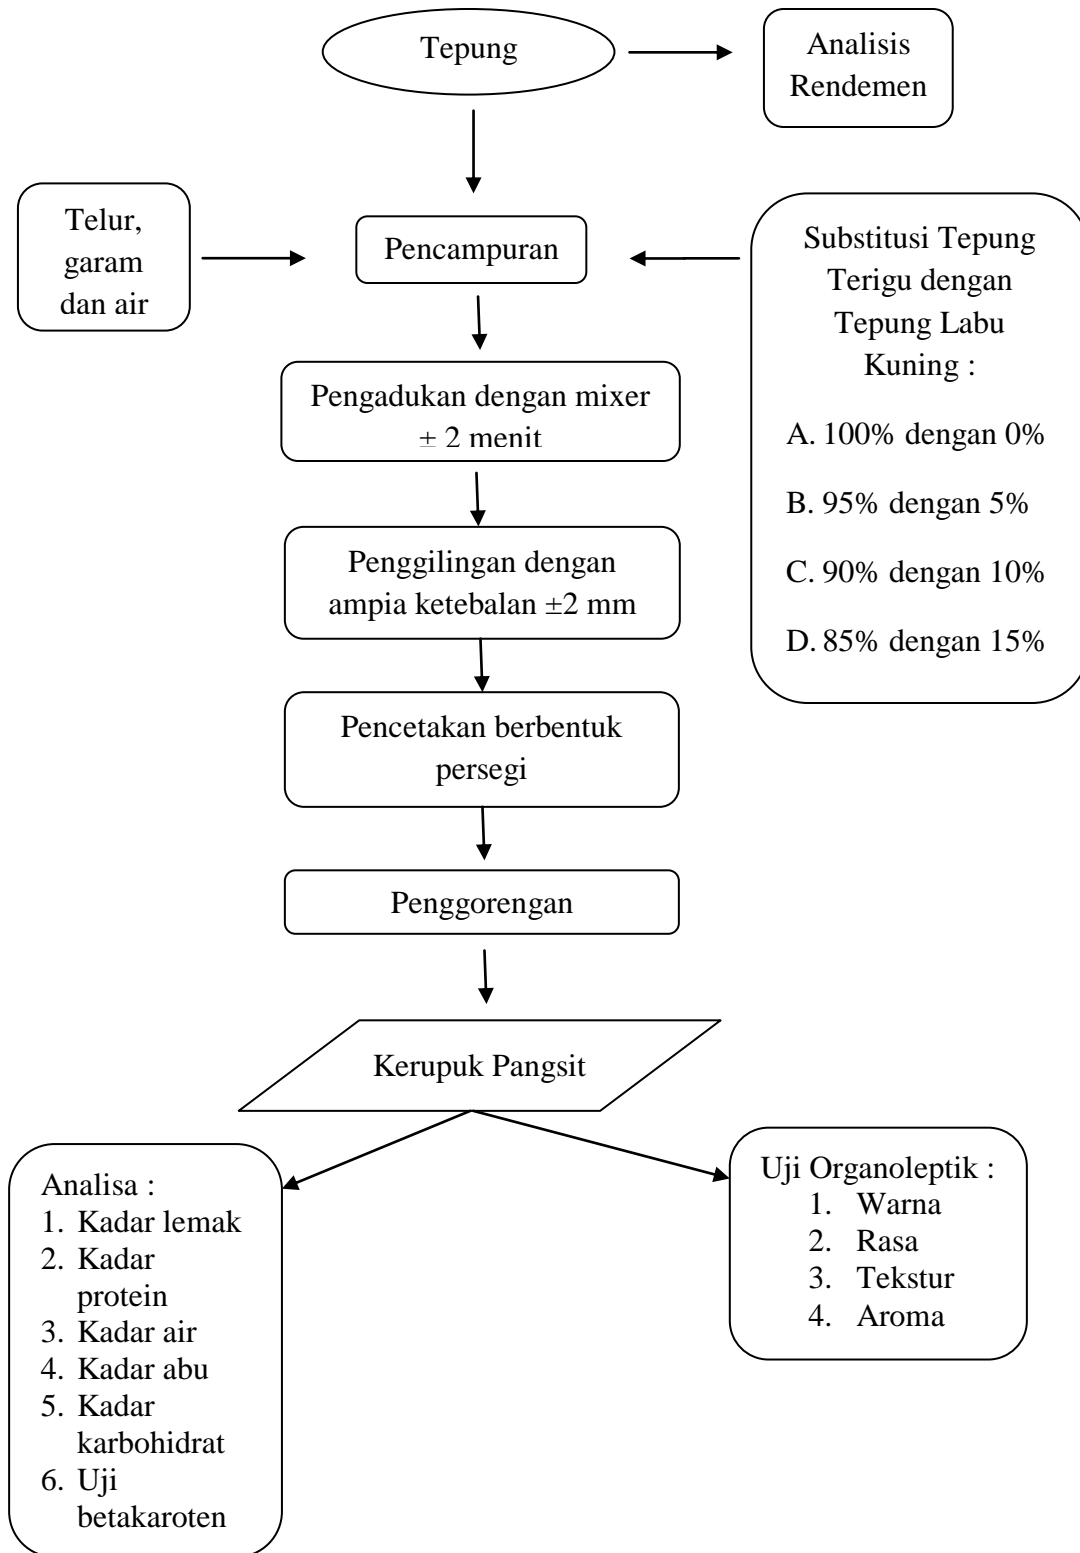 Tepung
Analisis
Rendemen
Telur,
garam
dan air
Pencampuran
Substitusi Tepung
Terigu dengan
Tepung Labu
Kuning :
A. 100% dengan 0%
B. 95% dengan 5%
C. 90% dengan 10%
D. 85% dengan 15%
Pengadukan dengan mixer
± 2 menit
Penggilingan dengan
ampia ketebalan ±2 mm
Pencetakan berbentuk
persegi
Penggorengan
Kerupuk Pangsit
Analisa :
1. Kadar lemak
2. Kadar
protein
3. Kadar air
4. Kadar abu
5. Kadar
karbohidrat
6. Uji
betakaroten
Uji Organoleptik :
1. Warna
2. Rasa
3. Tekstur
4. Aroma